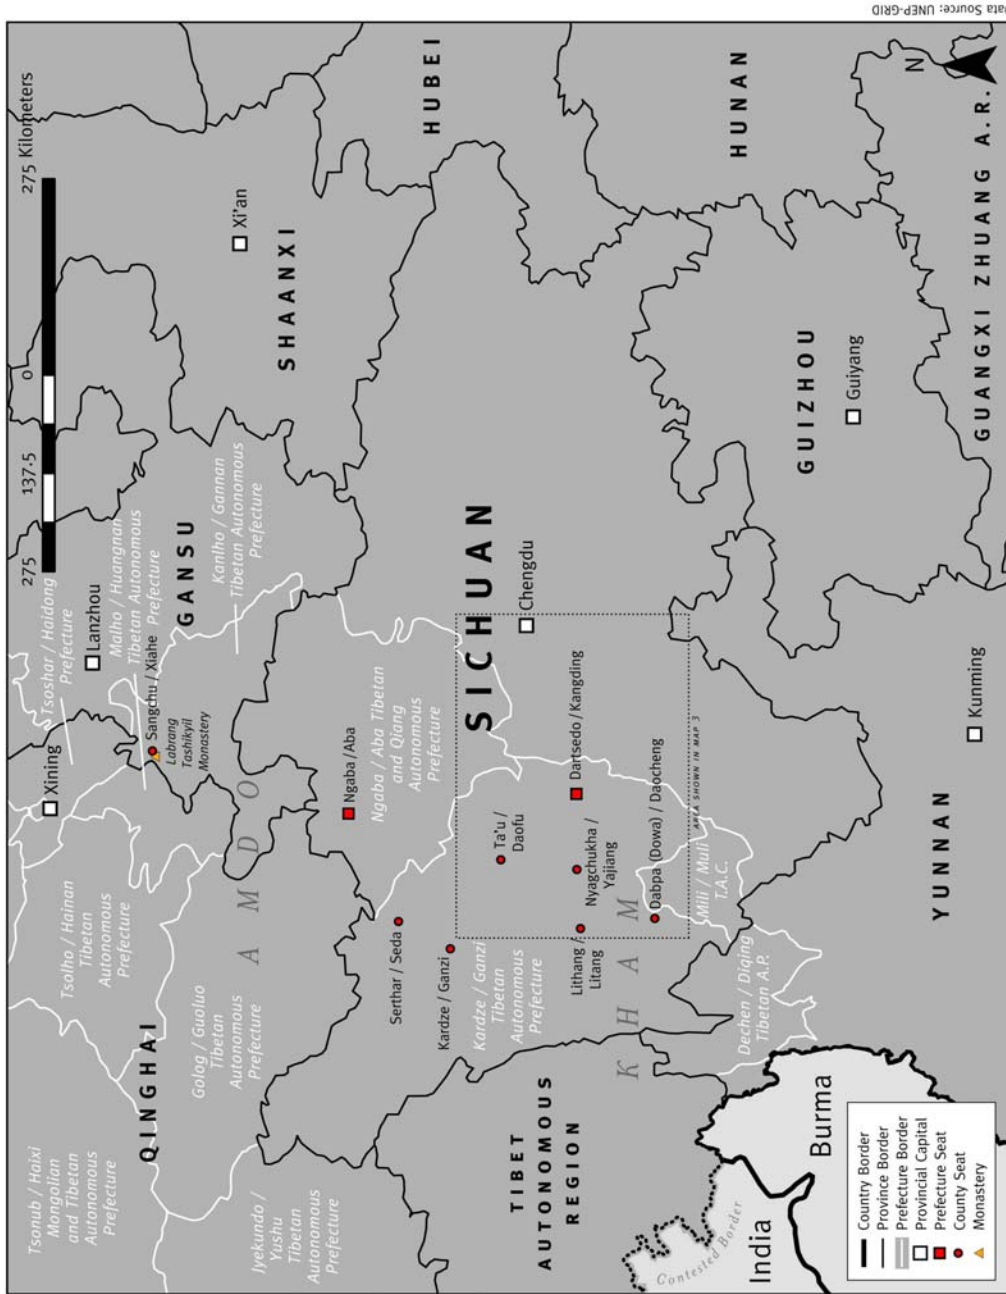 Tsonub / Haixi
Mongolian
and Tibetan
Autonomous
Prefecture
QINGHAI
Tsolho / Hainan
Tibetan
Autonomous
Prefecture
Xining
Tsoshar / Haidong
Prefecture
Lanzhou
Malho / Huangnan
Tibetan Autonomous
Prefecture
Sangchu / Xiahe
Labrang
Tashikyil
Monastery
GANSU
Kanlho / Gannan
Tibetan Autonomous
Prefecture
275
137.5
0
275 Kilometers
Xi'an
SHAANXI
HUBEI
Jyekundo /
Yushu
Tibetan
Autonomous
Prefecture
Golog / Guoluo
Tibetan
Autonomous
Prefecture
AMDO
Ngaba / Aba
Ngaba / Aba Tibetan
and Qiang
Autonomous
Prefecture
Serthar / Seda
Kardze / Ganzi
Kardze / Ganzi
Tibetan
Autonomous
Prefecture
SICHUAN
Chengdu
Ta'u /
Daofu
Dartsedo / Kangding
Nyagchukha /
Yajiang
Lithang /
Litang
Dabpa (Dowa) / Daocheng
AREA SHOWN IN MAP 3
KHAM
TIBET
AUTONOMOUS
REGION
Mili / Muli
T.A.C.
Dechen / Diqing
Tibetan A.P.
HUNAN
GUIZHOU
Guiyang
YUNNAN
Kunming
GUANGXI ZHUANG A.R.
N
Contested Border
India
Burma
Country Border
Province Border
Prefecture Border
Provincial Capital
Prefecture Seat
County Seat
Monastery
Source: UNEP-GRID